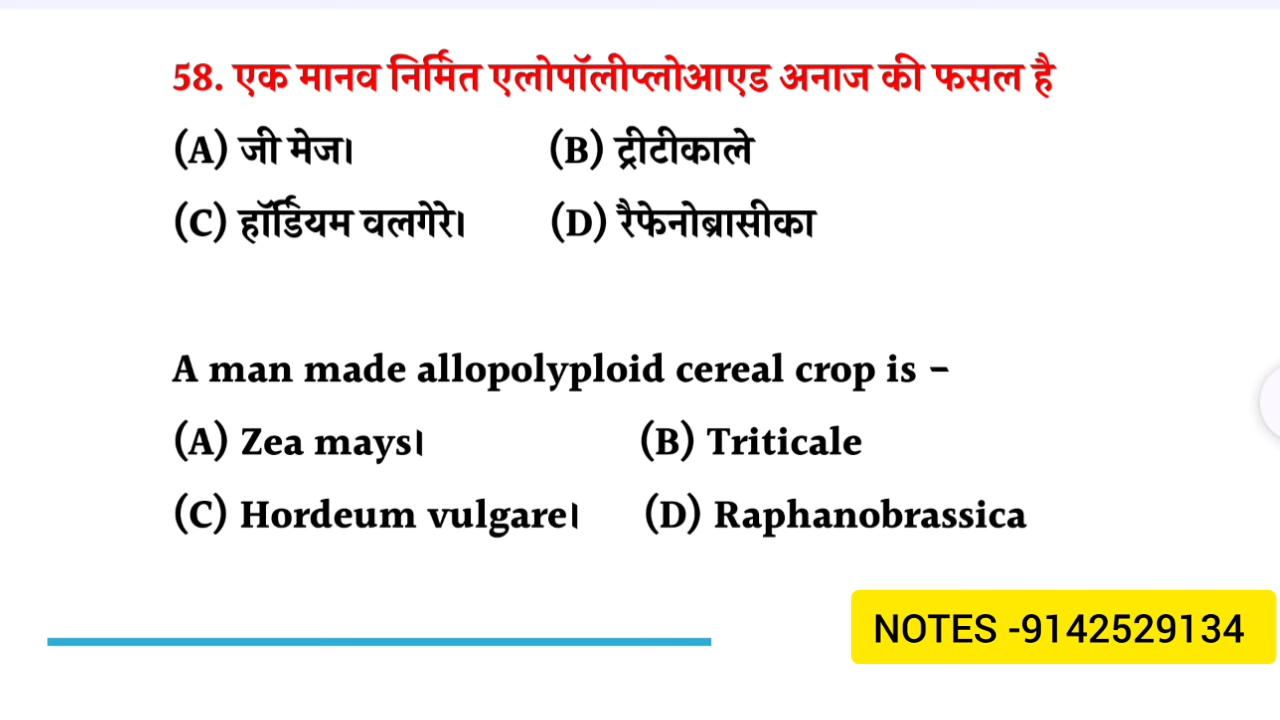 58. एक मानव निर्मित एलोपॉलीप्लोआएड अनाज की फसल है
(A) जी मेज। (B) ट्रीटीकाले
(C) हॉर्डियम वलगेरे। (D) रैफेनोब्रासीका
A man made allopolyploid cereal crop is –
(A) Zea mays। (B) Triticale
(C) Hordeum vulgare। (D) Raphanobrassica
NOTES -9142529134